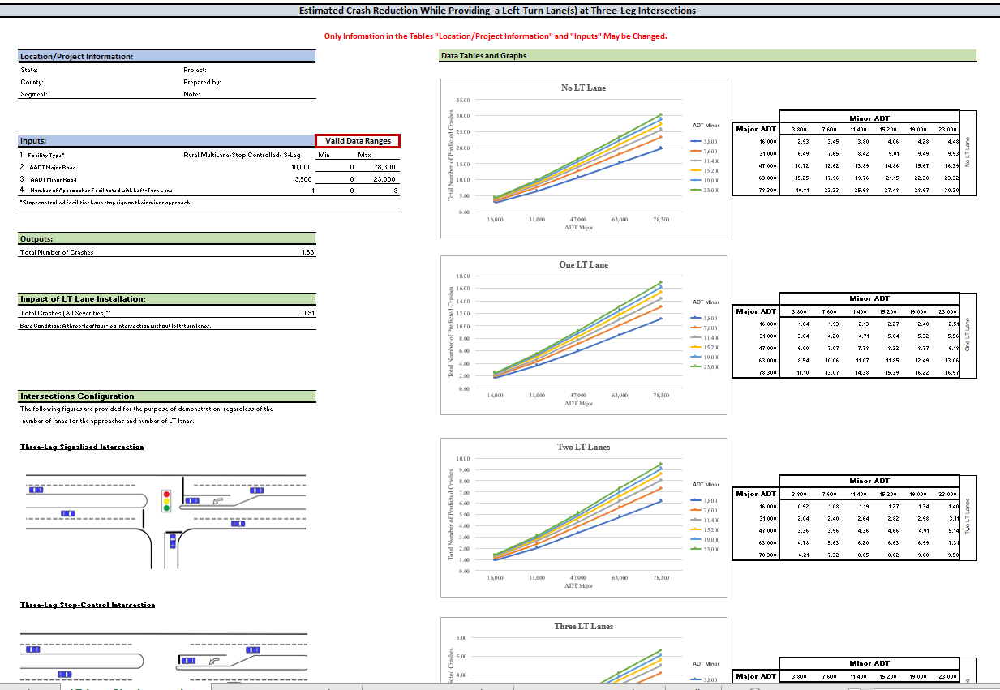 Estimated Crash Reduction While Providing  a Left-Turn Lane(s) at Three-Leg Intersections
Only Infomation in the Tables "Location/Project Information" and "Inputs" May be Changed.
Location/Project Information:
State: Project:
County: Prepared by:
Segment: Note:
Inputs: Valid Data Ranges
1 Facility Type* Rural MultiLane-Stop Controlled- 3-Leg Min Max
2 AADT Major Road 10,000 0 78,300
3 AADT Minor Road 3,500 0 23,000
4 Number of Approaches Facilitated with Left-Turn Lane 1 0 3
*Stop-controlled facilities have stop sign on their minor approach
Outputs:
Total Number of Crashes 1.63
Impact of LT Lane Installation:
Total Crashes (All Severities)** 0.91
Base Condition: A three-leg/four-leg intersection without left-turn lanes.
Intersections Configuration
The following figures are provided for the purpose of demonstration, regardless of the
number of lanes for the approaches and number of LT lanes.
Three-Leg Signalized Intersection
Three-Leg Stop-Control Intersection
Data Tables and Graphs
No LT Lane
Total Number of Predicted Crashes
35.00
30.00
25.00
20.00
15.00
10.00
5.00
0.00
16,000 31,000 47,000 63,000 78,300
ADT Major
ADT Minor
3,800
7,600
11,400
15,200
19,000
23,000
Minor ADT
Major ADT 3,800 7,600 11,400 15,200 19,000 23,000
16,000 2.93 3.45 3.80 4.06 4.28 4.48
31,000 6.49 7.65 8.42 9.01 9.49 9.93
47,000 10.72 12.62 13.89 14.86 15.67 16.39
63,000 15.25 17.96 19.76 21.15 22.30 23.32
78,300 19.81 23.33 25.68 27.48 28.97 30.30
No LT Lane
One LT Lane
Total Number of Predicted Crashes
18.00
16.00
14.00
12.00
10.00
8.00
6.00
4.00
2.00
0.00
16,000 31,000 47,000 63,000 78,300
ADT Major
ADT Minor
3,800
7,600
11,400
15,200
19,000
23,000
Minor ADT
Major ADT 3,800 7,600 11,400 15,200 19,000 23,000
16,000 1.64 1.93 2.13 2.27 2.40 2.51
31,000 3.64 4.28 4.71 5.04 5.32 5.56
47,000 6.00 7.07 7.78 8.32 8.77 9.18
63,000 8.54 10.06 11.07 11.85 12.49 13.06
78,300 11.10 13.07 14.38 15.39 16.22 16.97
One LT Lane
Two LT Lanes
Total Number of Predicted Crashes
10.00
9.00
8.00
7.00
6.00
5.00
4.00
3.00
2.00
1.00
0.00
16,000 31,000 47,000 63,000 78,300
ADT Major
ADT Minor
3,800
7,600
11,400
15,200
19,000
23,000
Minor ADT
Major ADT 3,800 7,600 11,400 15,200 19,000 23,000
16,000 0.92 1.08 1.19 1.27 1.34 1.40
31,000 2.04 2.40 2.64 2.82 2.98 3.11
47,000 3.36 3.96 4.36 4.66 4.91 5.14
63,000 4.78 5.63 6.20 6.63 6.99 7.31
78,300 6.21 7.32 8.05 8.62 9.08 9.50
Two LT Lanes
Three LT Lanes
6.00
5.00
4.00
ADT Minor
3,800
Minor ADT
Major ADT 3,800 7,600 11,400 15,200 19,000 23,000